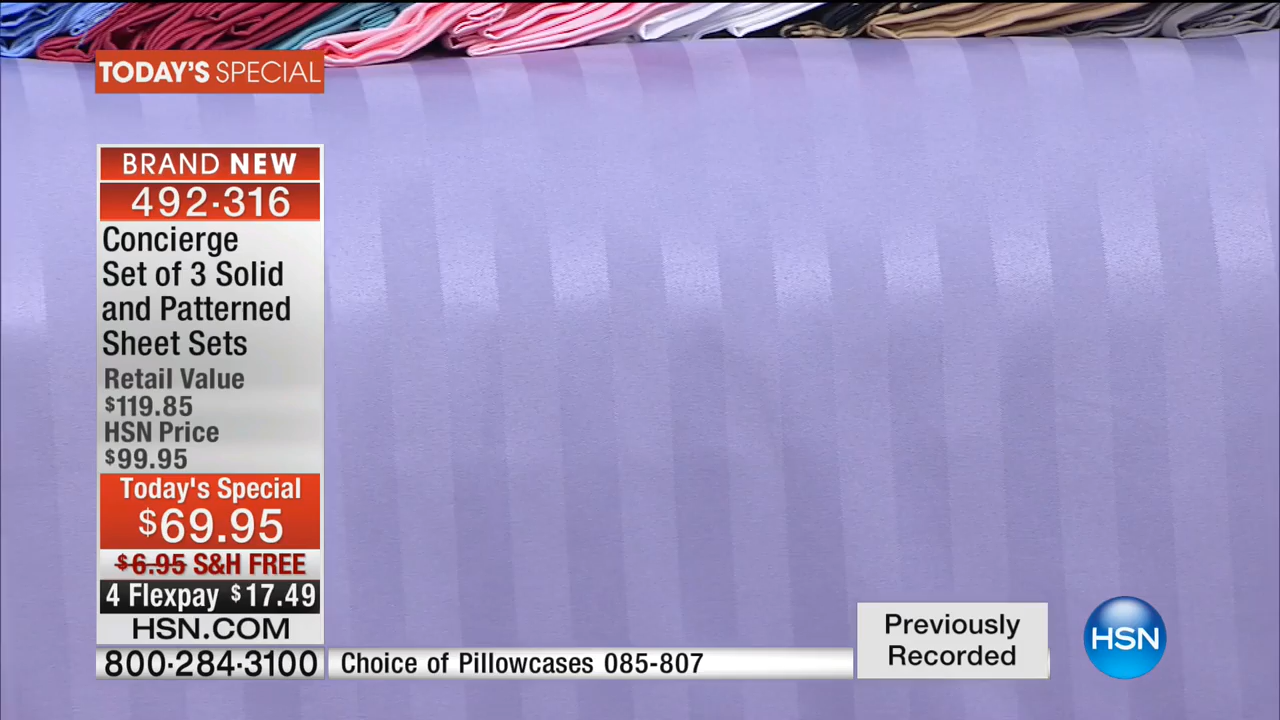 TODAY'S SPECIAL
BRAND NEW
492·316
Concierge
Set of 3 Solid
and Patterned
Sheet Sets
Retail Value
$119.85
HSN Price
$99.95
Today's Special
$69.95
$6.95 S&H FREE
4 Flexpay $17.49
HSN.COM
800·284·3100
Choice of Pillowcases 085-807
Previously
Recorded
HSN